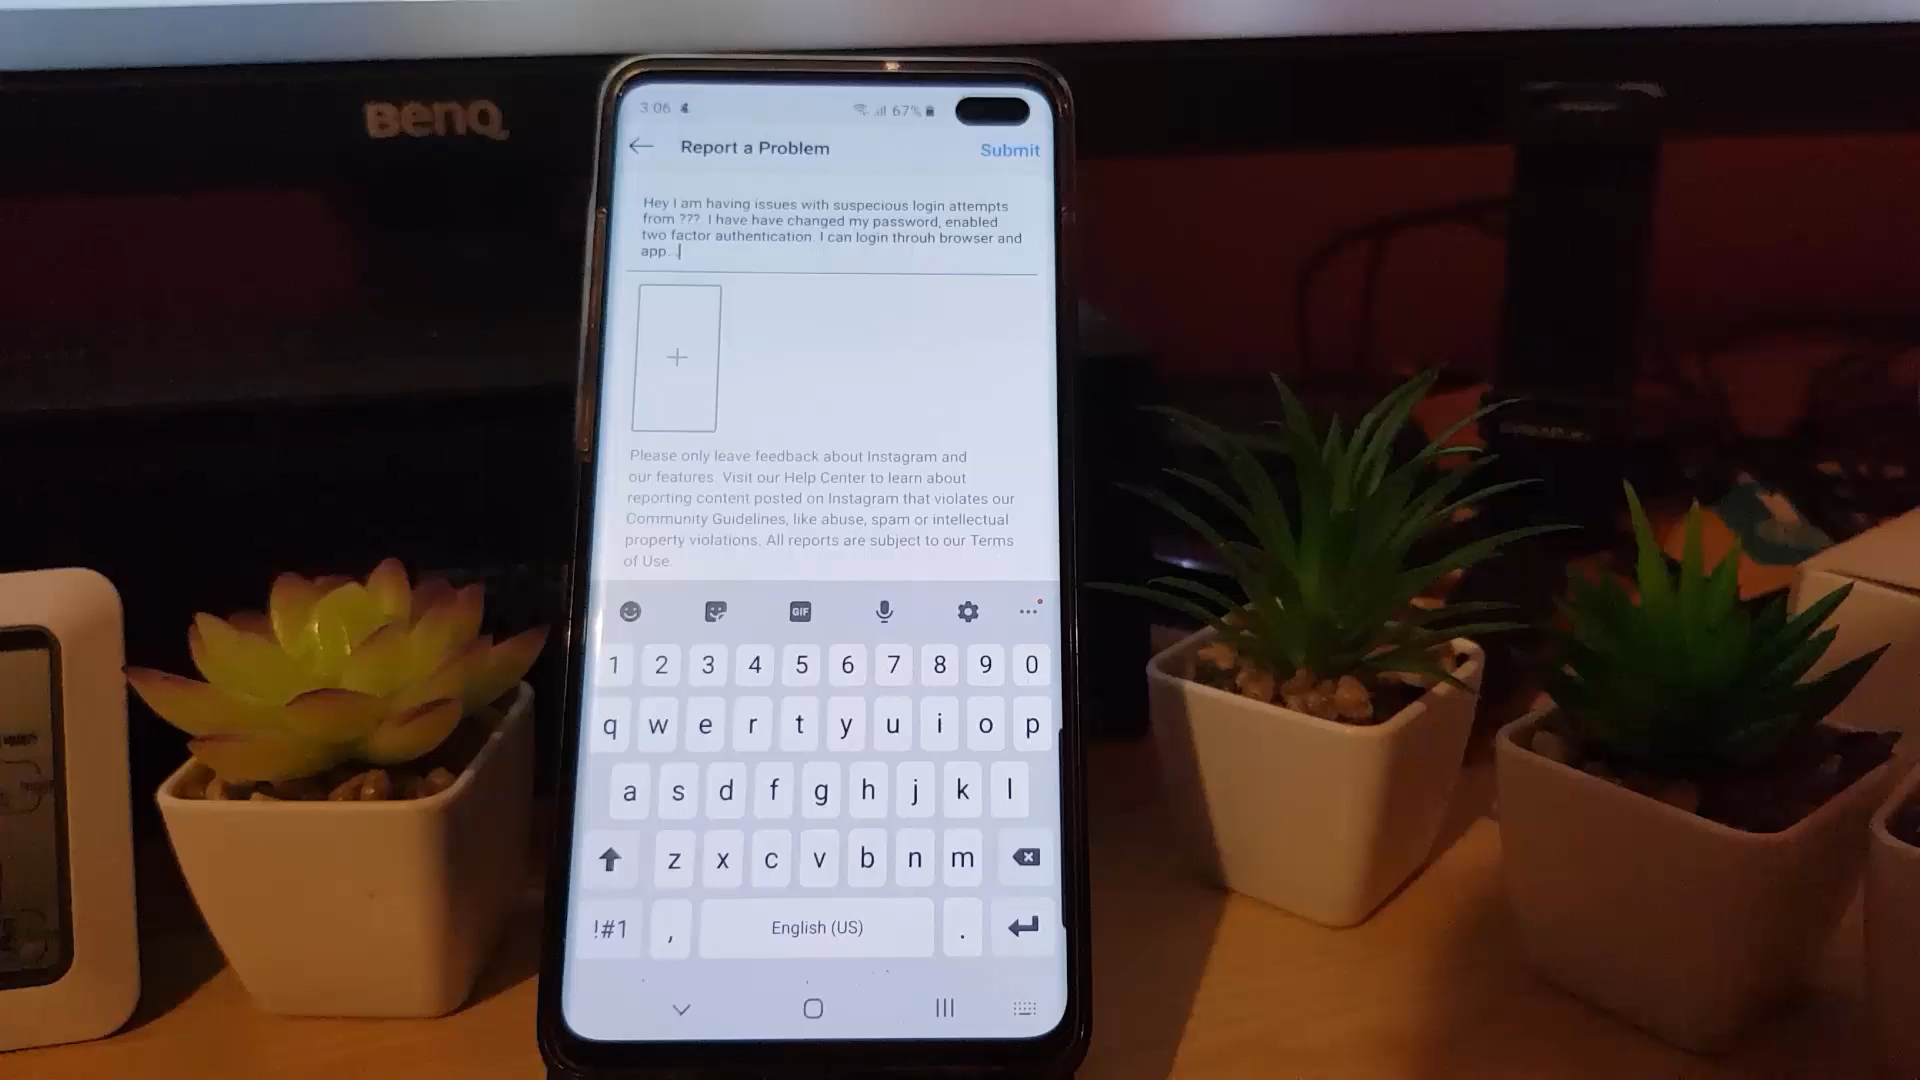 BenQ
3:06
67%
Report a Problem
Submit
Hey I am having issues with suspecious login attempts
from ???. I have have changed my password, enabled
two factor authentication. I can login throuh browser and
app. .
Please only leave feedback about Instagram and
our features. Visit our Help Center to learn about
reporting content posted on Instagram that violates our
Community Guidelines, like abuse, spam or intellectual
property violations. All reports are subject to our Terms
of Use.
GIF
1 2 3 4 5 6 7 8 9 0
q w e r t y u i o p
a s d f g h j k l
z x c v b n m
!#1 , English (US) .